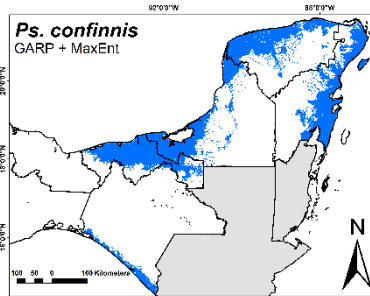 92°0'0"W 88°0'0"W
Ps. confinnis
GARP + MaxEnt
20°0'0"N
18°0'0"N
16°0'0"N
N
100 50 0 100 Kilometers